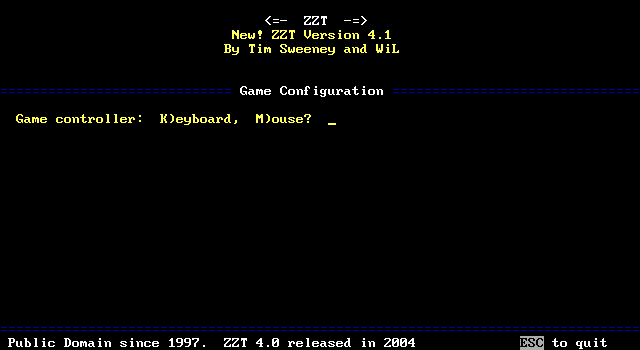 <=-  ZZT  -=>
New! ZZT Version 4.1
By Tim Sweeney and WiL
Game Configuration
Game controller:  K)eyboard,  M)ouse?  _
Public Domain since 1997.  ZZT 4.0 released in 2004  ESC to quit